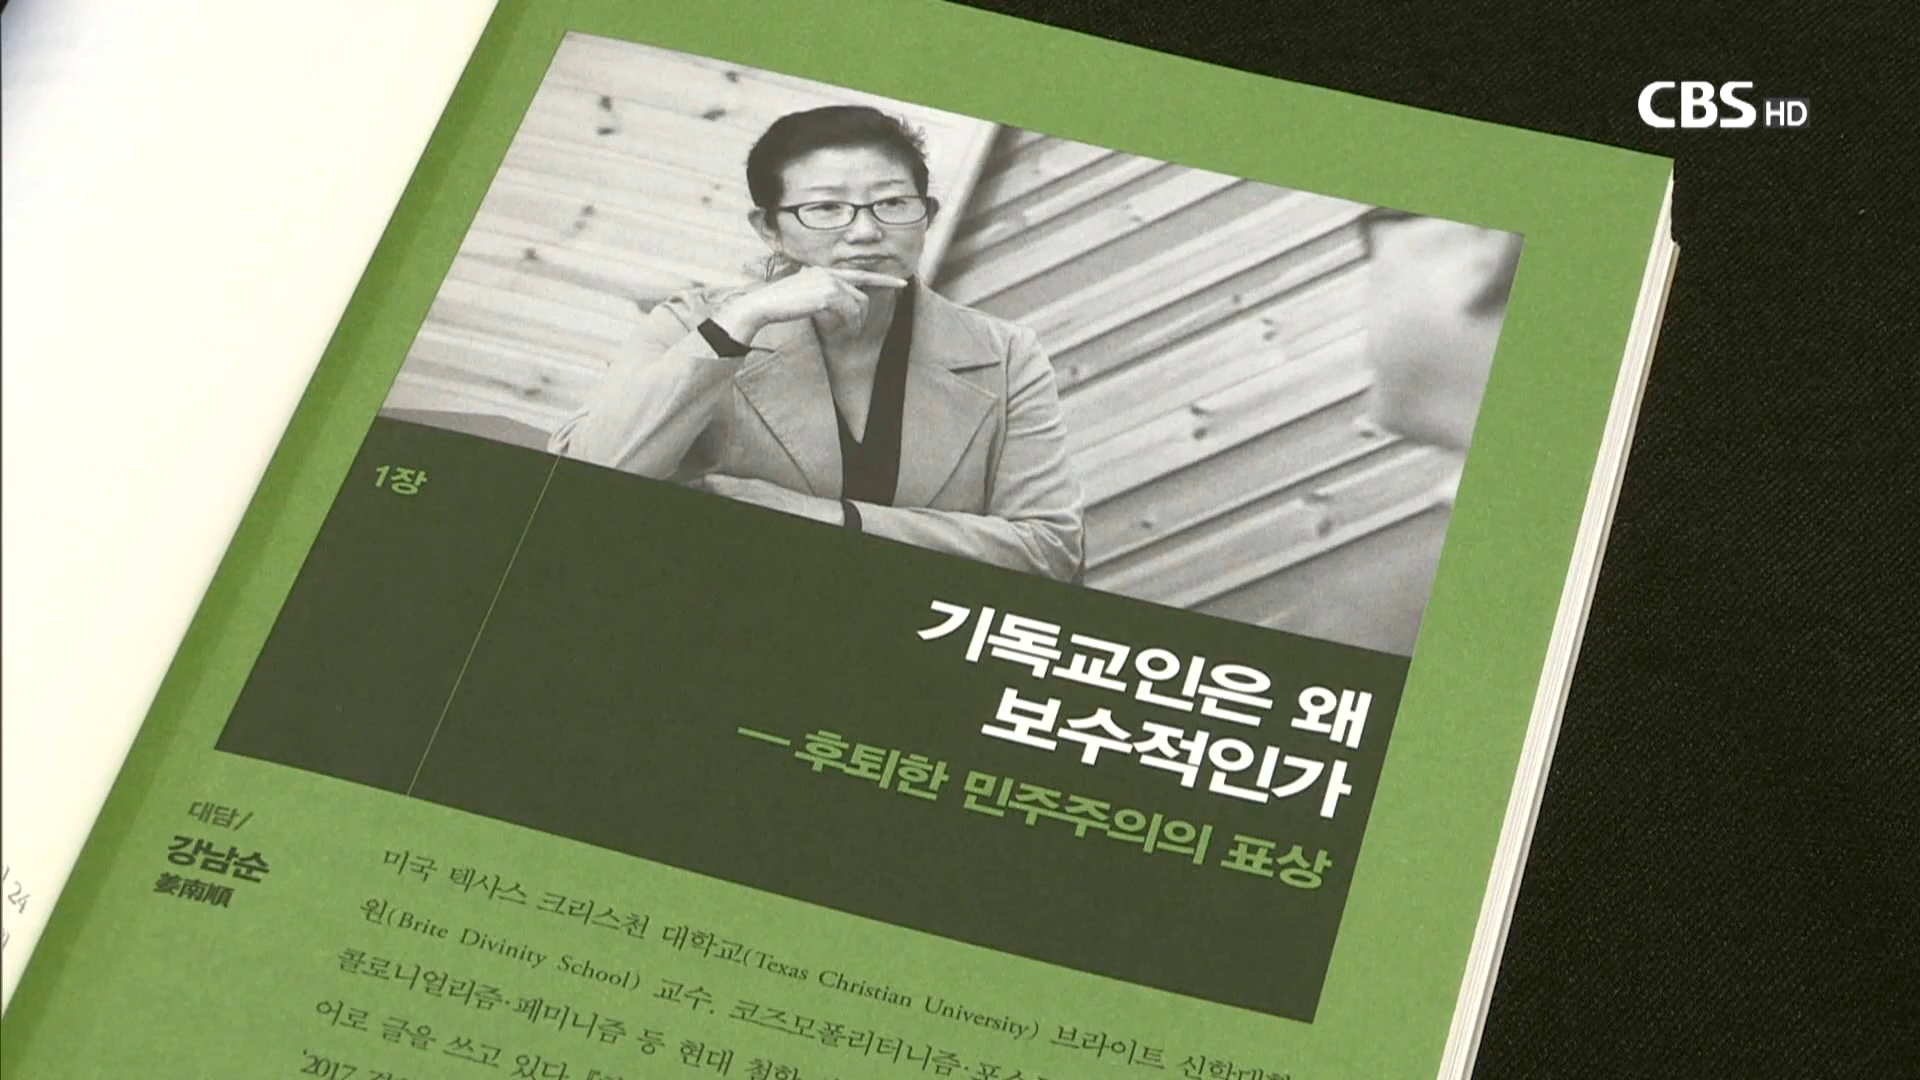 CBS HD
1장
기독교인은 왜
보수적인가
— 후퇴한 민주주의의 표상
대담/
강남순
姜南順
미국 텍사스 크리스천 대학교(Texas Christian University) 브라이트 신학대학
원(Brite Divinity School) 교수. 코즈모폴리터니즘·포스트
콜로니얼리즘·페미니즘 등 현대 철학
어로 글을 쓰고 있다.
'2017
24